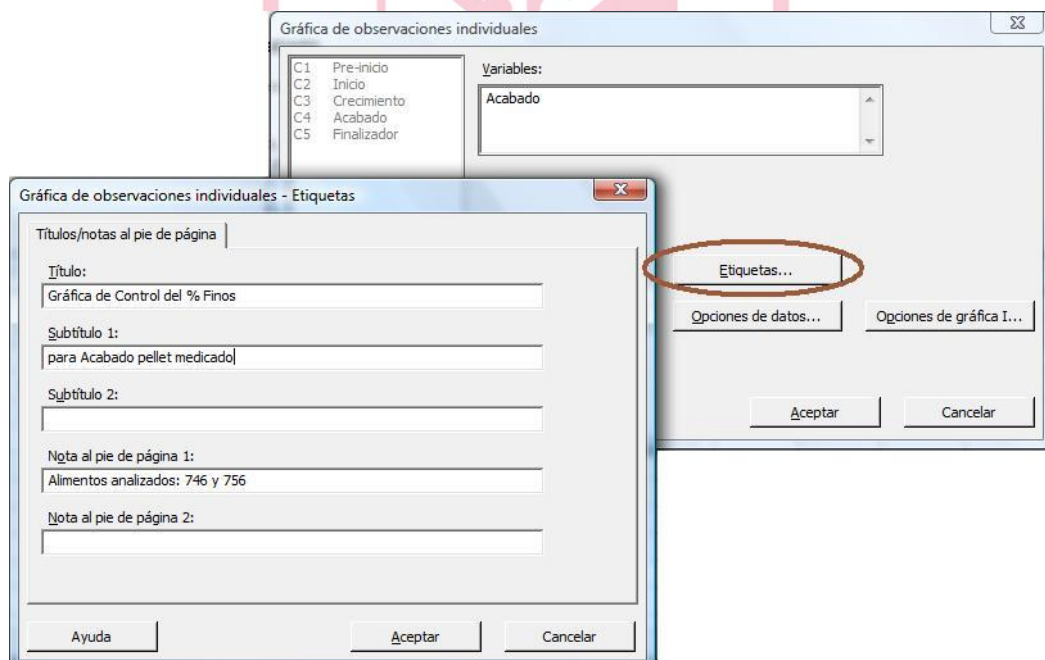 Gráfica de observaciones individuales
C1 Pre-inicio
C2 Inicio
C3 Crecimiento
C4 Acabado
C5 Finalizador
Variables:
Acabado
Etiquetas...
Opciones de datos...
Opciones de gráfica I...
Aceptar
Cancelar
Gráfica de observaciones individuales - Etiquetas
Títulos/notas al pie de página
Título:
Gráfica de Control del % Finos
Subtítulo 1:
para Acabado pellet medicado
Subtítulo 2:
Nota al pie de página 1:
Alimentos analizados: 746 y 756
Nota al pie de página 2:
Ayuda
Aceptar
Cancelar